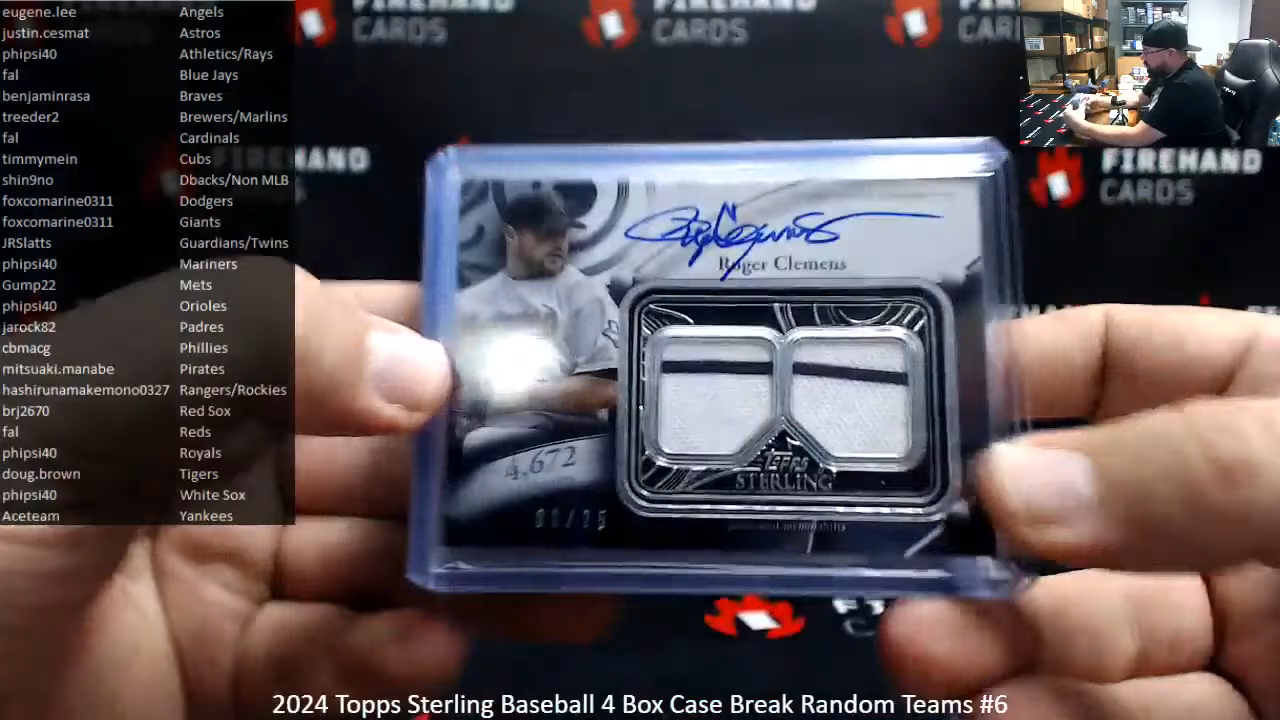 eugene.lee Angels
justin.cesmat Astros
phipsi40 Athletics/Rays
fal Blue Jays
benjaminrasa Braves
treeder2 Brewers/Marlins
fal Cardinals
timmymein Cubs
shin9no Dbacks/Non MLB
foxcomarine0311 Dodgers
foxcomarine0311 Giants
JRSlatts Guardians/Twins
phipsi40 Mariners
Gump22 Mets
phipsi40 Orioles
jarock82 Padres
cbmacg Phillies
mitsuaki.manabe Pirates
hashirunamakemono0327 Rangers/Rockies
brj2670 Red Sox
fal Reds
phipsi40 Royals
doug.brown Tigers
phipsi40 White Sox
Aceteam Yankees
FIREHAND
CARDS
FIREHAND
CARDS
FIREHAND
CARDS
Roger Clemens
4,672
TOPPS
STERLING
2024 Topps Sterling Baseball 4 Box Case Break Random Teams #6